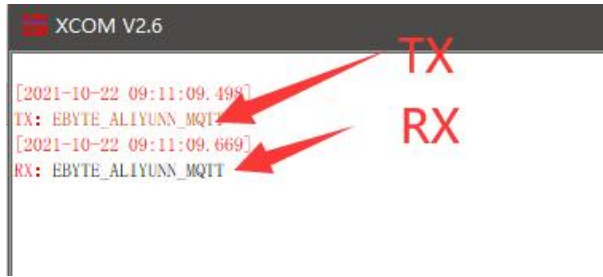 XCOM V2.6
TX
[2021-10-22 09:11:09.498]
TX: EBYTE_ALIYUNN_MQTT
RX
[2021-10-22 09:11:09.669]
RX: EBYTE_ALIYUNN_MQTT